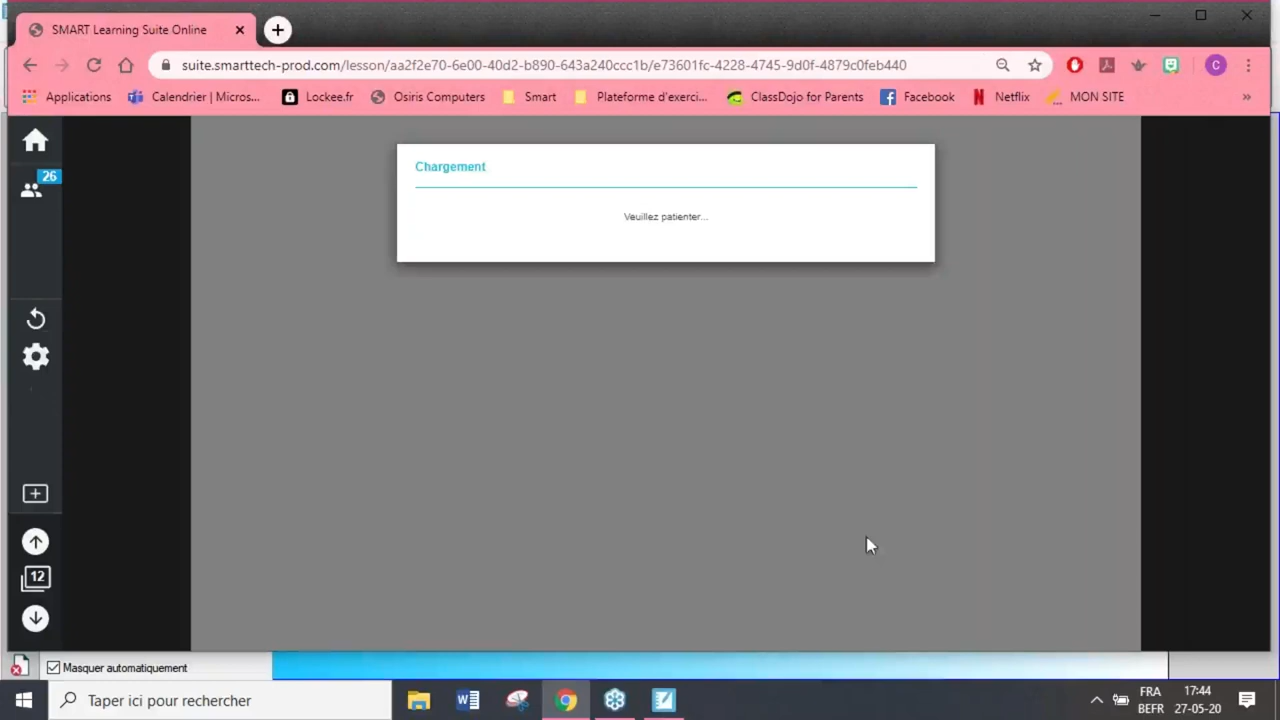 SMART Learning Suite Online
suite.smarttech-prod.com/lesson/aa2f2e70-6e00-40d2-b890-643a240ccc1b/e73601fc-4228-4745-9d0f-4879c0feb440
C
Applications Calendrier | Micros... Lockee.fr Osiris Computers Smart Plateforme d'exerci... ClassDojo for Parents Facebook Netflix MON SITE »
26
Chargement
Veuillez patienter...
12
Masquer automatiquement
Taper ici pour rechercher
FRA 17:44
BEFR 27-05-20